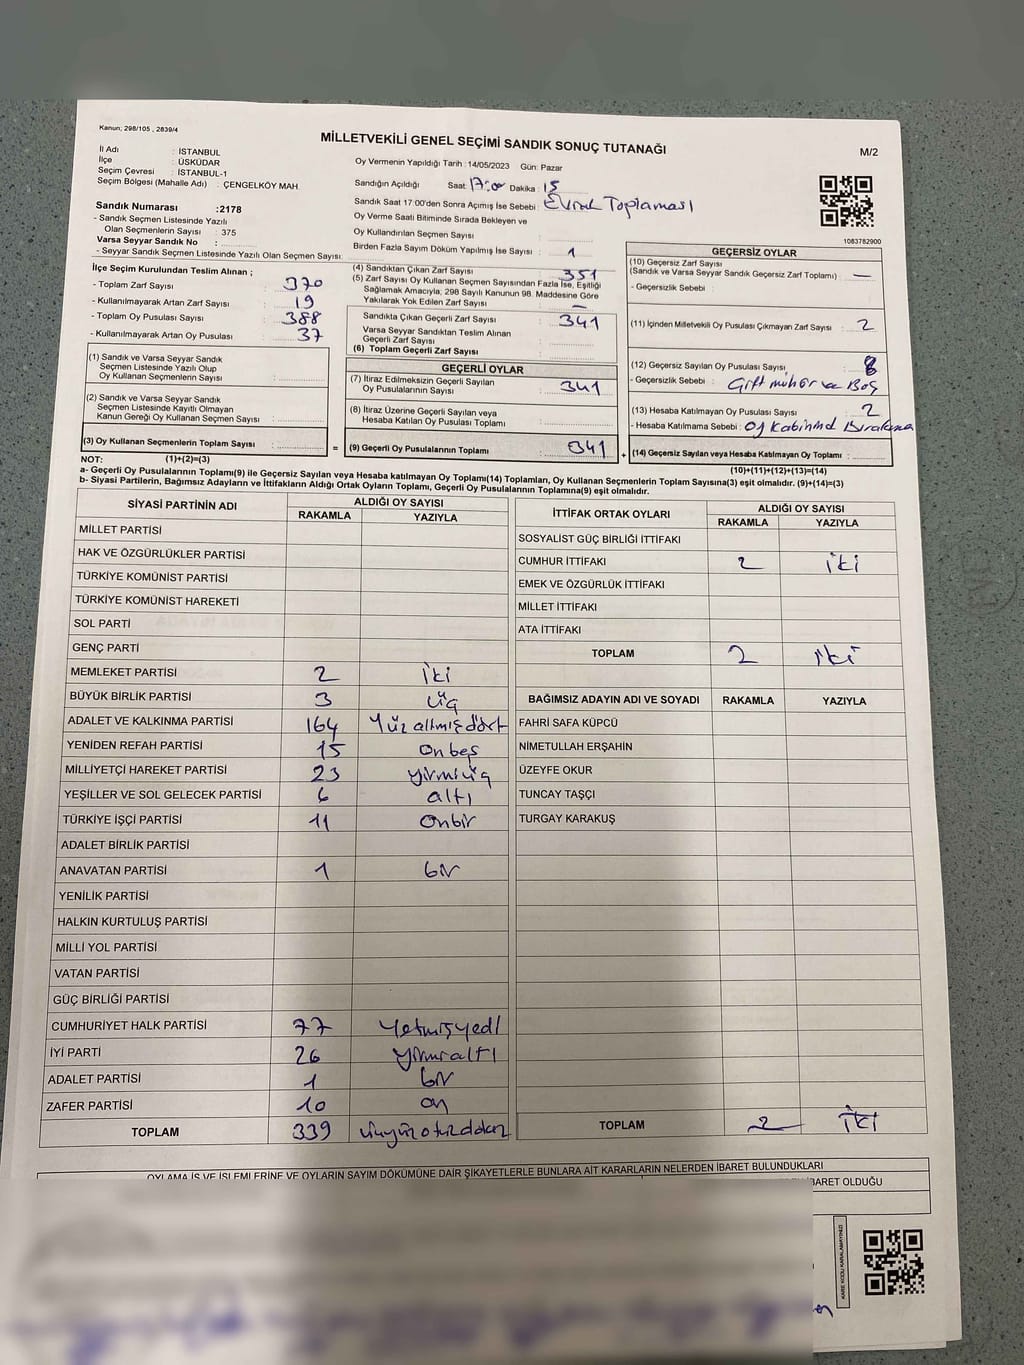 Kanun; 298/105 , 2839/4
MİLLETVEKİLİ GENEL SEÇİMİ SANDIK SONUÇ TUTANAĞI
M/2
İl Adı : İSTANBUL
İlçe : ÜSKÜDAR
Seçim Çevresi : İSTANBUL-1
Seçim Bölgesi (Mahalle Adı) : ÇENGELKÖY MAH.
Sandık Numarası :2178
- Sandık Seçmen Listesinde Yazılı
Olan Seçmenlerin Sayısı : 375
Varsa Seyyar Sandık No :
- Seyyar Sandık Seçmen Listesinde Yazılı Olan Seçmen Sayısı:
İlçe Seçim Kurulundan Teslim Alınan ;
- Toplam Zarf Sayısı : 370
- Kullanılmayarak Artan Zarf Sayısı : 19
- Toplam Oy Pusulası Sayısı : 388
- Kullanılmayarak Artan Oy Pusulası : 37
(1) Sandık ve Varsa Seyyar Sandık
Seçmen Listesinde Yazılı Olup
Oy Kullanan Seçmenlerin Sayısı :
(2) Sandık ve Varsa Seyyar Sandık
Seçmen Listesinde Kayıtlı Olmayan
Kanun Gereği Oy Kullanan Seçmen Sayısı :
(3) Oy Kullanan Seçmenlerin Toplam Sayısı :
Oy Vermenin Yapıldığı Tarih : 14/05/2023 Gün: Pazar
Sandığın Açıldığı Saat 17:00 Dakika : 15
Sandık Saat 17:00'den Sonra Açımış İse Sebebi : Evrak Toplaması
Oy Verme Saati Bitiminde Sırada Bekleyen ve
Oy Kullandırılan Seçmen Sayısı :
Birden Fazla Sayım Döküm Yapılmış İse Sayısı : 1
(4) Sandıktan Çıkan Zarf Sayısı : 351
(5) Zarf Sayısı Oy Kullanan Seçmen Sayısından Fazla İse, Eşitliği
Sağlamak Amacıyla; 298 Sayılı Kanunun 98. Maddesine Göre
Yakılarak Yok Edilen Zarf Sayısı : –
Sandıkta Çıkan Geçerli Zarf Sayısı : 341
Varsa Seyyar Sandıktan Teslim Alınan
Geçerli Zarf Sayısı :
(6) Toplam Geçerli Zarf Sayısı :
GEÇERLİ OYLAR
(7) İtiraz Edilmeksizin Geçerli Sayılan
Oy Pusulasının Sayısı : 341
(8) İtiraz Üzerine Geçerli Sayılan veya
Hesaba Katılan Oy Pusulası Toplamı :
= (9) Geçerli Oy Pusulalarının Toplamı : 341
1083782900
GEÇERSİZ OYLAR
(10) Geçersiz Zarf Sayısı
(Sandık ve Varsa Seyyar Sandık Geçersiz Zarf Toplamı) : —
- Geçersizlik Sebebi :
(11) İçinden Milletvekili Oy Pusulası Çıkmayan Zarf Sayısı : 2
(12) Geçersiz Sayılan Oy Pusulası Sayısı :
- Geçersizlik Sebebi : Çift mühür ve Boş
(13) Hesaba Katılmayan Oy Pusulası Sayısı : 2
- Hesaba Katılmama Sebebi : Oy Kabinınd Bırakma
+ (14) Geçersiz Sayılan veya Hesaba Katılmayan Oy Toplamı :
NOT: (1)+(2)=(3)
(10)+(11)+(12)+(13)=(14)
a- Geçerli Oy Pusulalarının Toplamı(9) ile Geçersiz Sayılan veya Hesaba katılmayan Oy Toplamı(14) Toplamları, Oy Kullanan Seçmenlerin Toplam Sayısına(3) eşit olmalıdır. (9)+(14)=(3)
b- Siyasi Partilerin, Bağımsız Adayların ve İttifakların Aldığı Ortak Oyların Toplamı, Geçerli Oy Pusulalarının Toplamına(9) eşit olmalıdır.
SİYASİ PARTİNİN ADI ALDIĞI OY SAYISI
RAKAMLA YAZIYLA
MİLLET PARTİSİ
HAK VE ÖZGÜRLÜKLER PARTİSİ
TÜRKİYE KOMÜNİST PARTİSİ
TÜRKİYE KOMÜNİST HAREKETİ
SOL PARTİ
GENÇ PARTİ
MEMLEKET PARTİSİ 2 iki
BÜYÜK BİRLİK PARTİSİ 3 üç
ADALET VE KALKINMA PARTİSİ 164 Yüz altmışdört
YENİDEN REFAH PARTİSİ 15 Onbeş
MİLLİYETÇİ HAREKET PARTİSİ 23 yirmiüç
YEŞİLLER VE SOL GELECEK PARTİSİ 6 altı
TÜRKİYE İŞÇİ PARTİSİ 11 Onbir
ADALET BİRLİK PARTİSİ
ANAVATAN PARTİSİ 1 bir
YENİLİK PARTİSİ
HALKIN KURTULUŞ PARTİSİ
MİLLİ YOL PARTİSİ
VATAN PARTİSİ
GÜÇ BİRLİĞİ PARTİSİ
CUMHURİYET HALK PARTİSİ 77 Yetmişyedi
İYİ PARTİ 26 yirmialtı
ADALET PARTİSİ 1 bir
ZAFER PARTİSİ 10 on
TOPLAM 339 üçyüzotuzdokuz
İTTİFAK ORTAK OYLARI ALDIĞI OY SAYISI
RAKAMLA YAZIYLA
SOSYALİST GÜÇ BİRLİĞİ İTTİFAKI
CUMHUR İTTİFAKI 2 iki
EMEK VE ÖZGÜRLÜK İTTİFAKI
MİLLET İTTİFAKI
ATA İTTİFAKI
TOPLAM 2 iki
BAĞIMSIZ ADAYIN ADI VE SOYADI RAKAMLA YAZIYLA
FAHRİ SAFA KÜPCÜ
NİMETULLAH ERŞAHİN
ÜZEYFE OKUR
TUNCAY TAŞÇI
TURGAY KARAKUŞ
TOPLAM 2 iki
OYLAMA İŞ VE İŞLEMLERİNE VE OYLARIN SAYIM DÖKÜMÜNE DAİR ŞİKAYETLERLE BUNLARA AİT KARARLARIN NELERDEN İBARET BULUNDUKLARI
İBARET OLDUĞU
KARE KODU KARALAMAYINIZ!